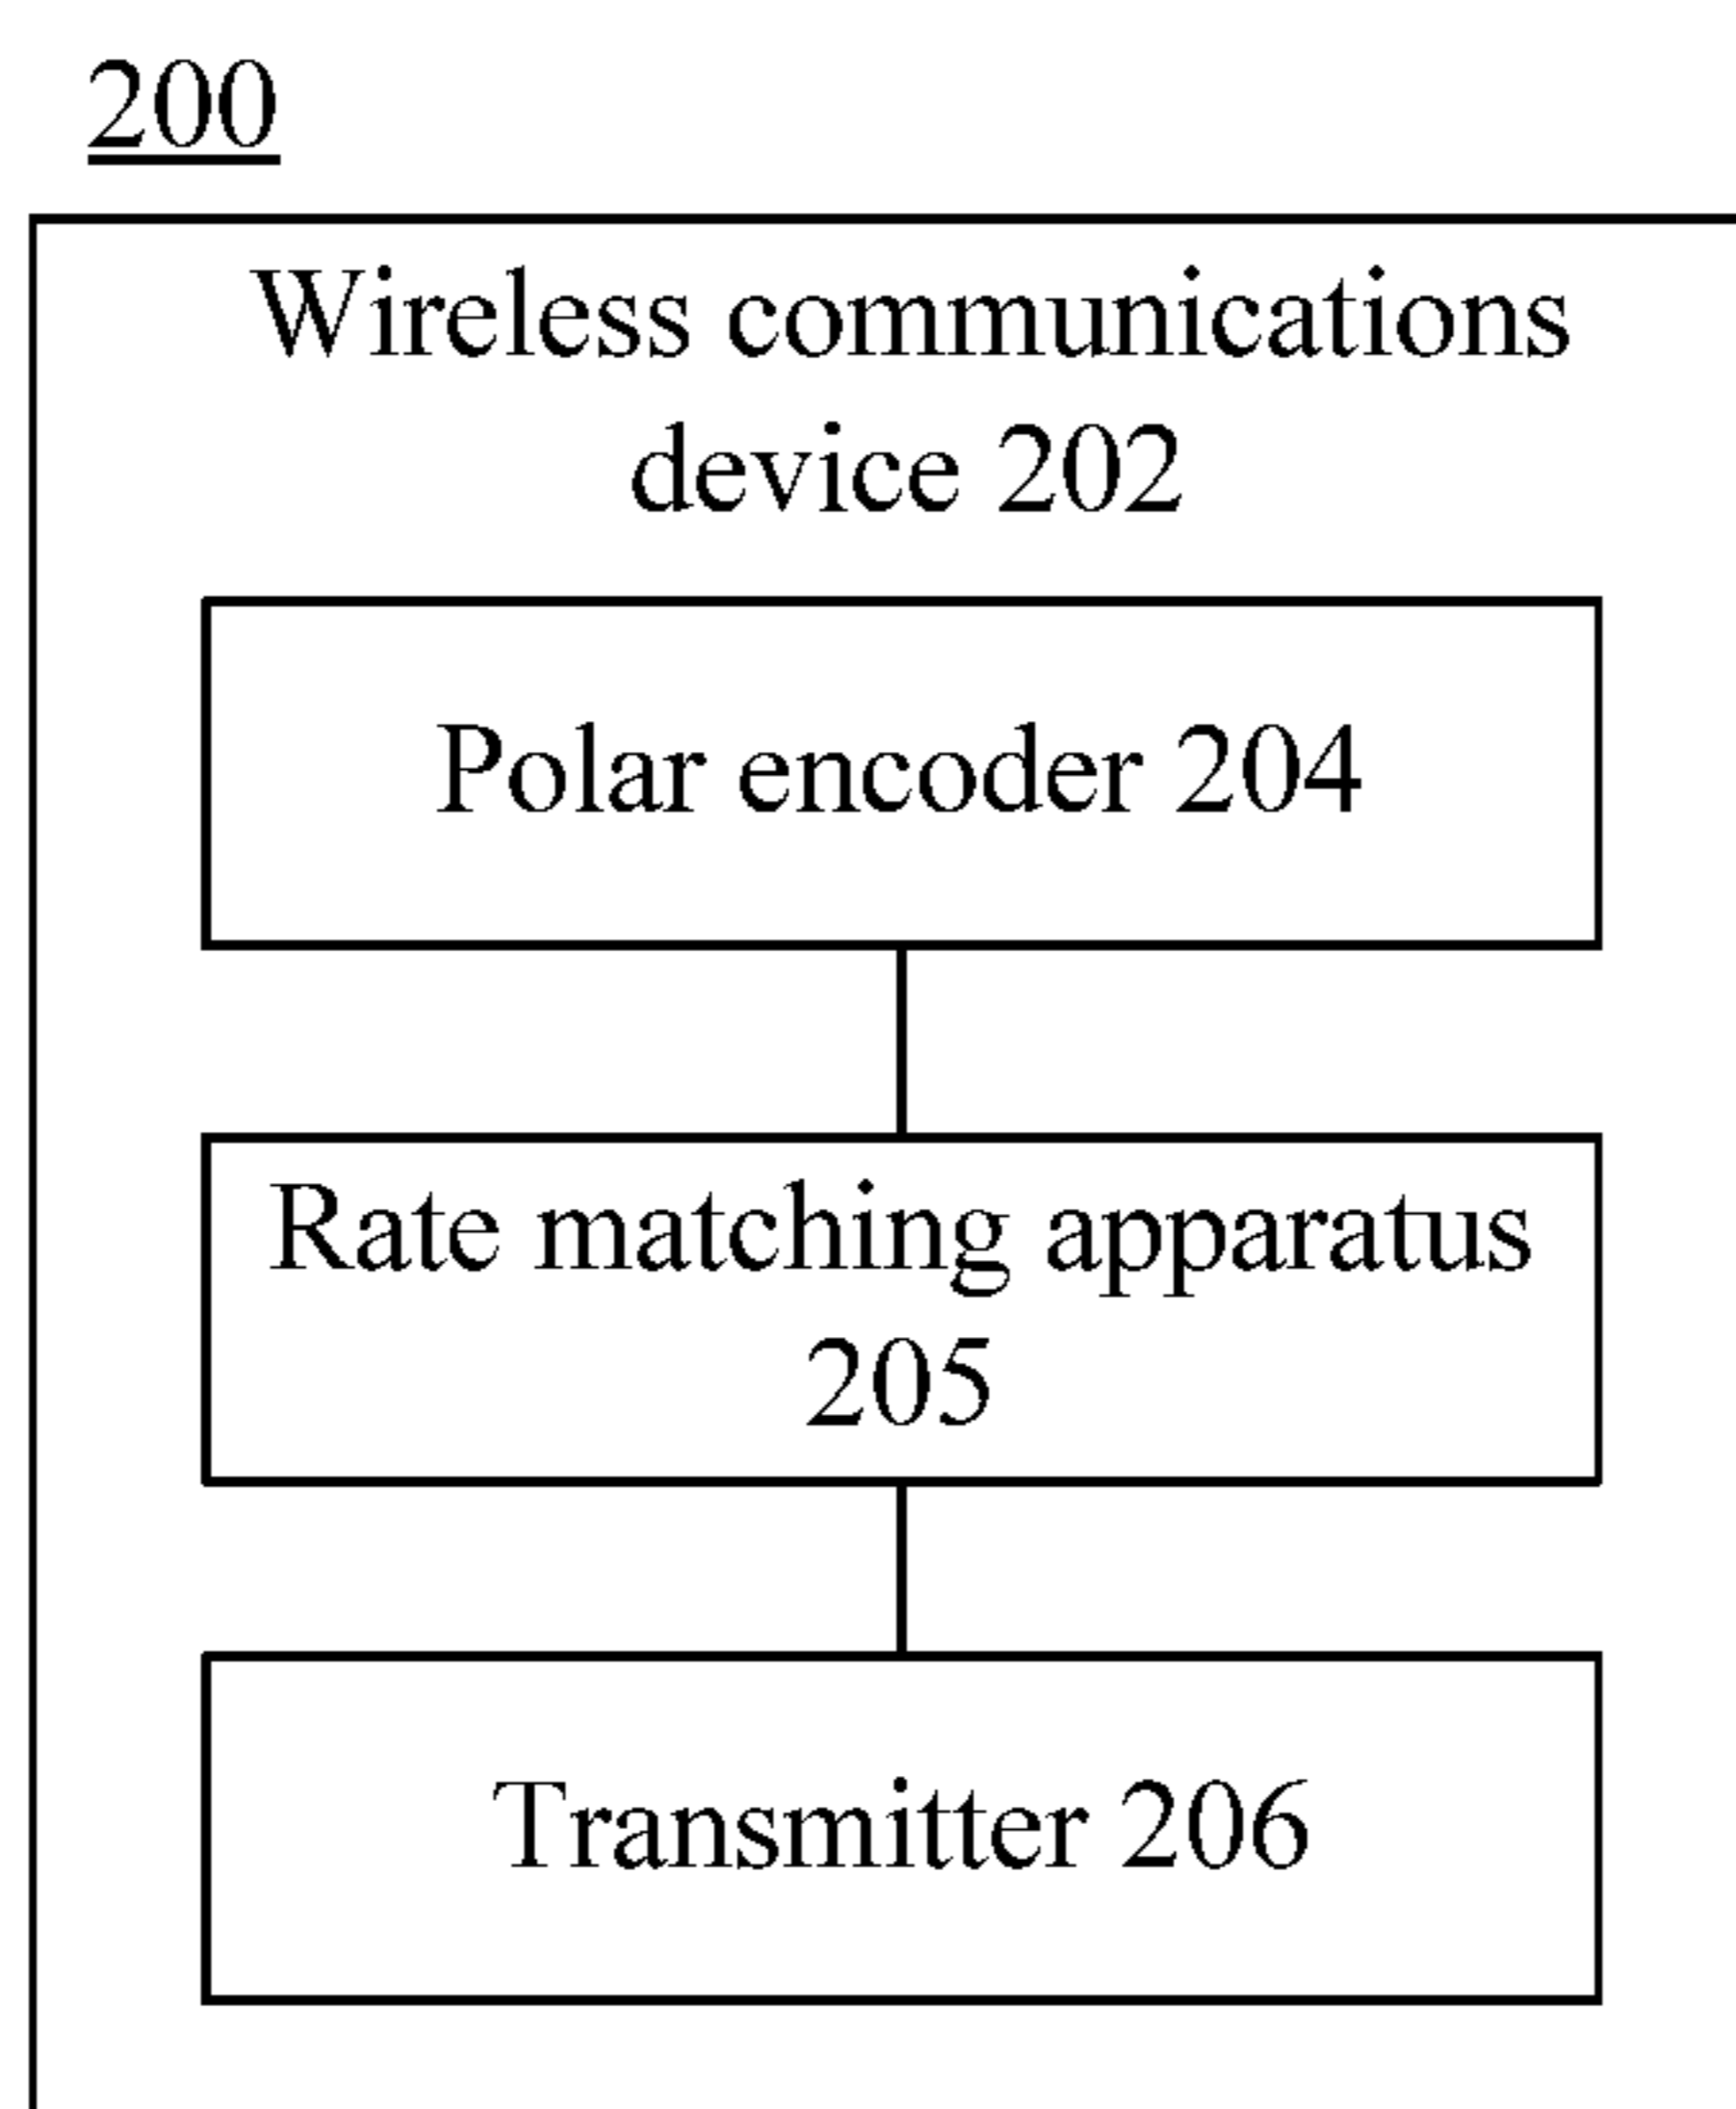 200
Wireless communications
device 202
Polar encoder 204
Rate matching apparatus
205
Transmitter 206